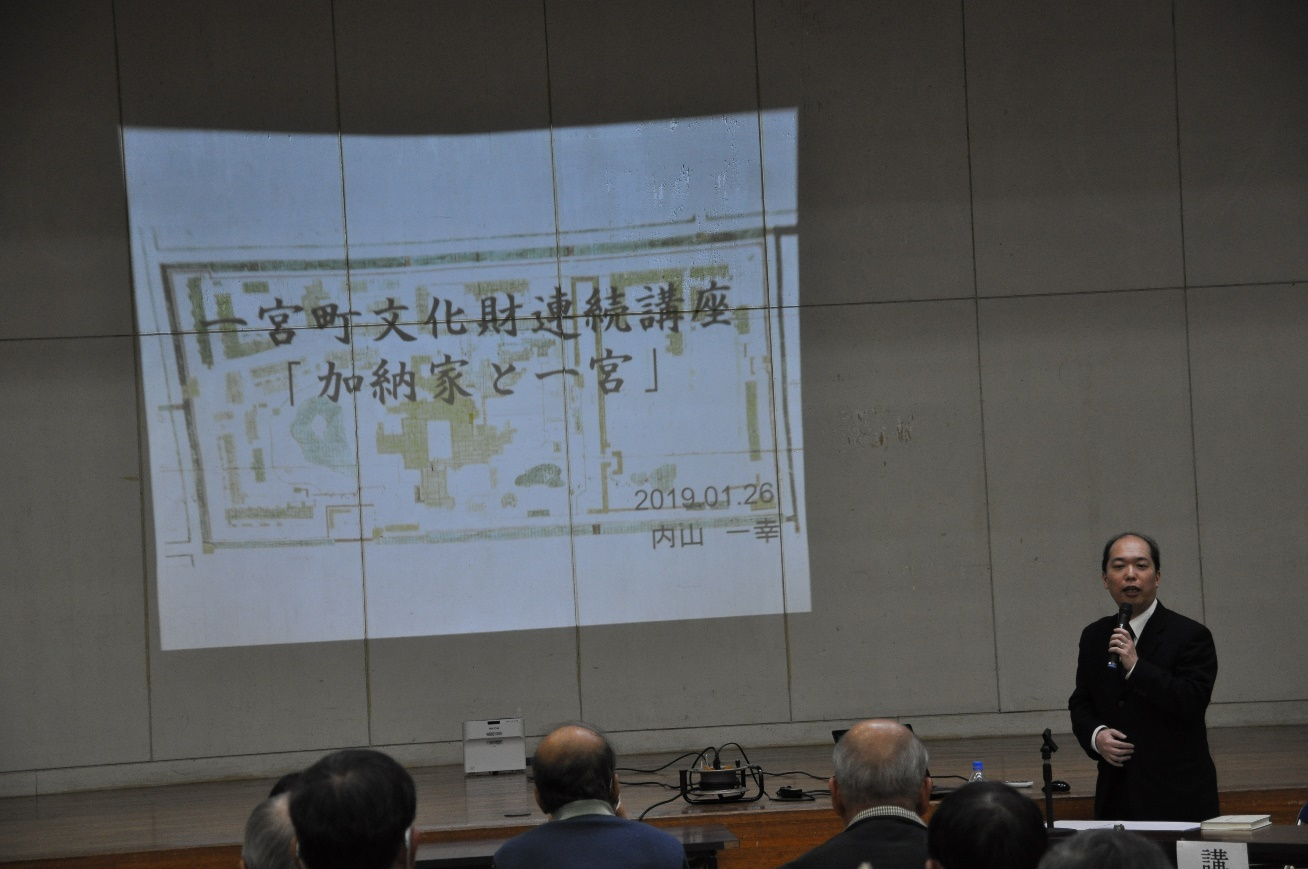 一宮町文化財連続講座
「加納家と一宮」
2019.01.26
内山 一幸
講